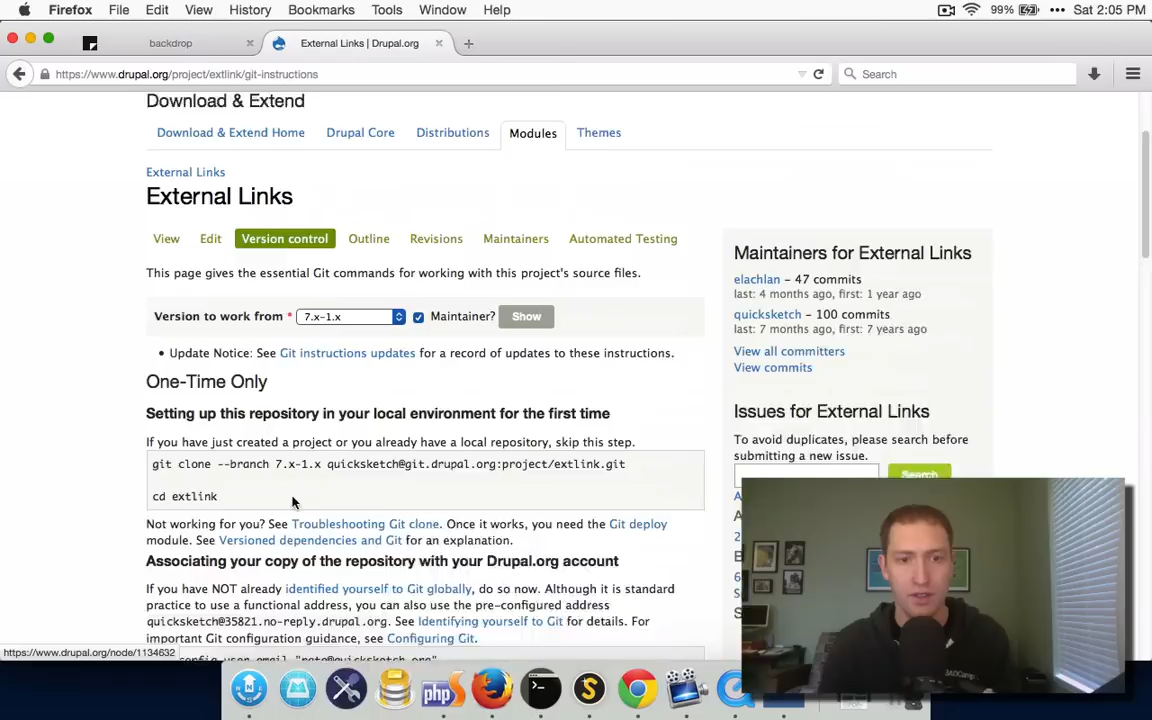 Firefox File Edit View History Bookmarks Tools Window Help 99% Sat 2:05 PM
backdrop External Links | Drupal.org
https://www.drupal.org/project/extlink/git-instructions Search
Download & Extend
Download & Extend Home Drupal Core Distributions Modules Themes
External Links
External Links
View Edit Version control Outline Revisions Maintainers Automated Testing
This page gives the essential Git commands for working with this project's source files.
Version to work from * 7.x-1.x Maintainer? Show
• Update Notice: See Git instructions updates for a record of updates to these instructions.
One-Time Only
Setting up this repository in your local environment for the first time
If you have just created a project or you already have a local repository, skip this step.
git clone --branch 7.x-1.x quicksketch@git.drupal.org:project/extlink.git
cd extlink
Not working for you? See Troubleshooting Git clone. Once it works, you need the Git deploy
module. See Versioned dependencies and Git for an explanation.
Associating your copy of the repository with your Drupal.org account
If you have NOT already identified yourself to Git globally, do so now. Although it is standard
practice to use a functional address, you can also use the pre-configured address
quicksketch@35821.no-reply.drupal.org. See Identifying yourself to Git for details. For
important Git configuration guidance, see Configuring Git.
Maintainers for External Links
elachlan – 47 commits
last: 4 months ago, first: 1 year ago
quicksketch – 100 commits
last: 7 months ago, first: 7 years ago
View all committers
View commits
Issues for External Links
To avoid duplicates, please search before
submitting a new issue.
Search
https://www.drupal.org/node/1134632
php
BADCamp